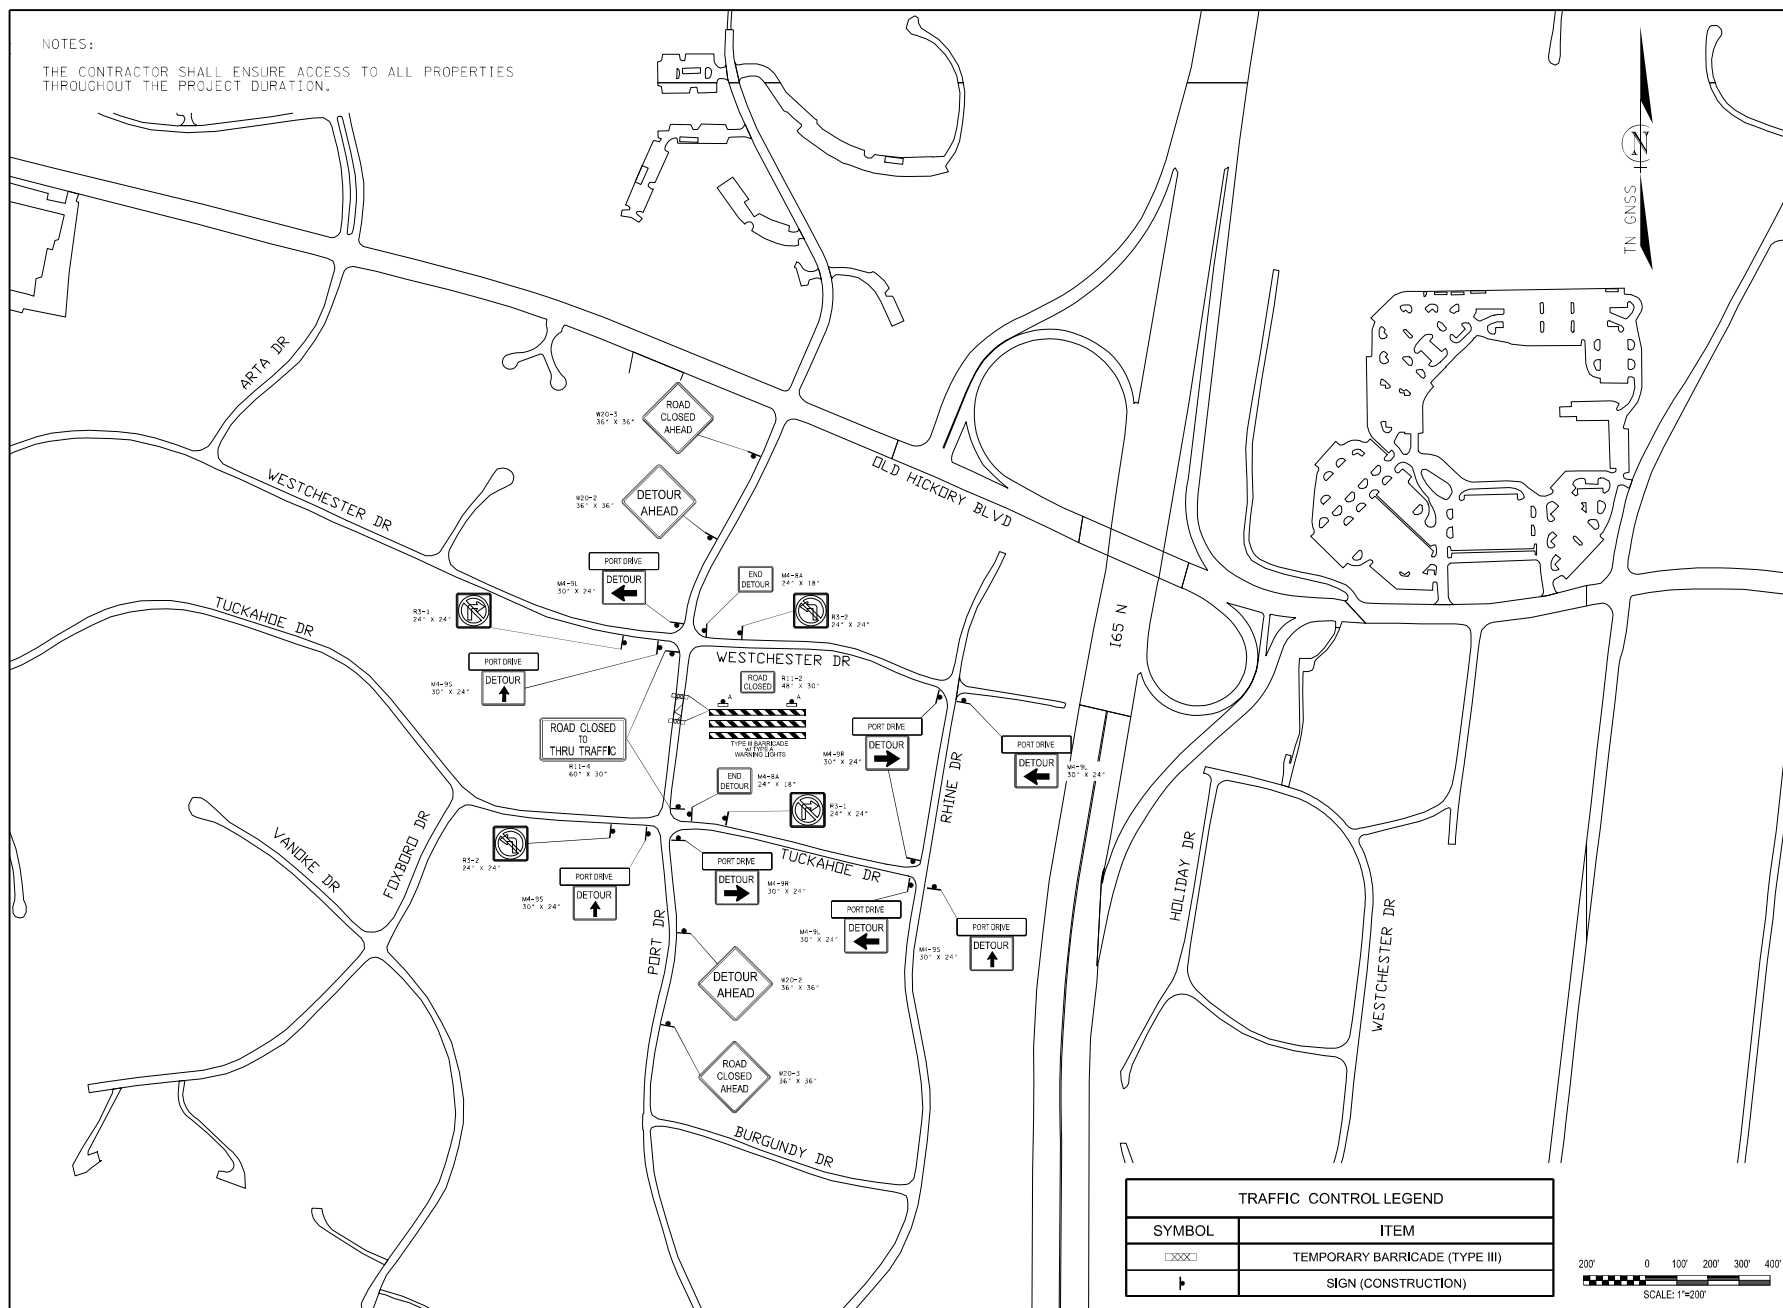 NOTES:
THE CONTRACTOR SHALL ENSURE ACCESS TO ALL PROPERTIES
THROUGHOUT THE PROJECT DURATION.
N
TN GNSS
ARTA DR
WESTCHESTER DR
W20-3
36" X 36"
ROAD
CLOSED
AHEAD
W20-2
36" X 36"
DETOUR
AHEAD
OLD HICKORY BLVD
PORT DRIVE
DETOUR
M4-9L
30" X 24"
END
DETOUR
M4-8A
24" X 18"
R3-1
24" X 24"
R3-2
24" X 24"
TUCKAHOE DR
I65 N
WESTCHESTER DR
PORT DRIVE
DETOUR
M4-9S
30" X 24"
ROAD
CLOSED
R11-2
48" X 30"
A
A
TYPE III BARRICADE
W/ TYPE A
WARNING LIGHTS
ROAD CLOSED
TO
THRU TRAFFIC
R11-4
60" X 30"
PORT DRIVE
DETOUR
M4-9R
30" X 24"
PORT DRIVE
DETOUR
M4-9L
30" X 24"
RHINE DR
END
DETOUR
M4-8A
24" X 18"
R3-1
24" X 24"
VANOKE DR
FOXBORO DR
R3-2
24" X 24"
PORT DRIVE
DETOUR
M4-9S
30" X 24"
TUCKAHOE DR
PORT DRIVE
DETOUR
M4-9R
30" X 24"
PORT DRIVE
DETOUR
M4-9L
30" X 24"
PORT DRIVE
DETOUR
M4-9S
30" X 24"
PORT DR
HOLIDAY DR
WESTCHESTER DR
DETOUR
AHEAD
W20-2
36" X 36"
ROAD
CLOSED
AHEAD
W20-3
36" X 36"
BURGUNDY DR
TRAFFIC CONTROL LEGEND
SYMBOL ITEM
TEMPORARY BARRICADE (TYPE III)
SIGN (CONSTRUCTION)
200' 0 100' 200' 300' 400'
SCALE: 1"=200'